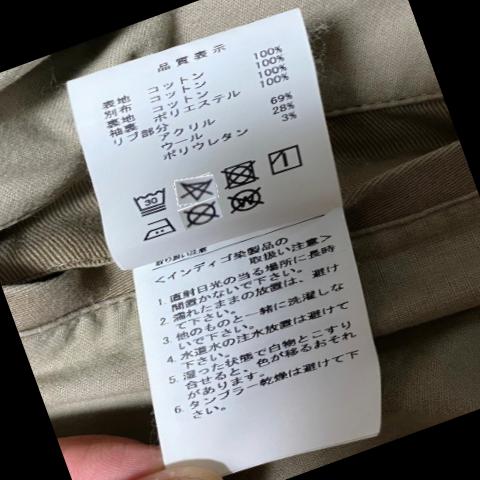 品質表示
表地 コットン 100%
別布 コットン 100%
裏地 コットン 100%
袖裏 ポリエステル 100%
リブ部分
アクリル 69%
ウール 28%
ポリウレタン 3%
30
W
取り扱い注意
<インディゴ染製品の
取扱い注意>
1. 直射日光の当る場所に長時
間置かないで下さい。
2. 濡れたままの放置は、避け
て下さい。
3. 他のものと一緒に洗濯しな
いで下さい。
4. 水道水の注水放置は避けて
下さい。
5. 湿った状態で白物とこすり
合せると、色が移るおそれ
があります。
6. タンブラー乾燥は避けて下
さい。